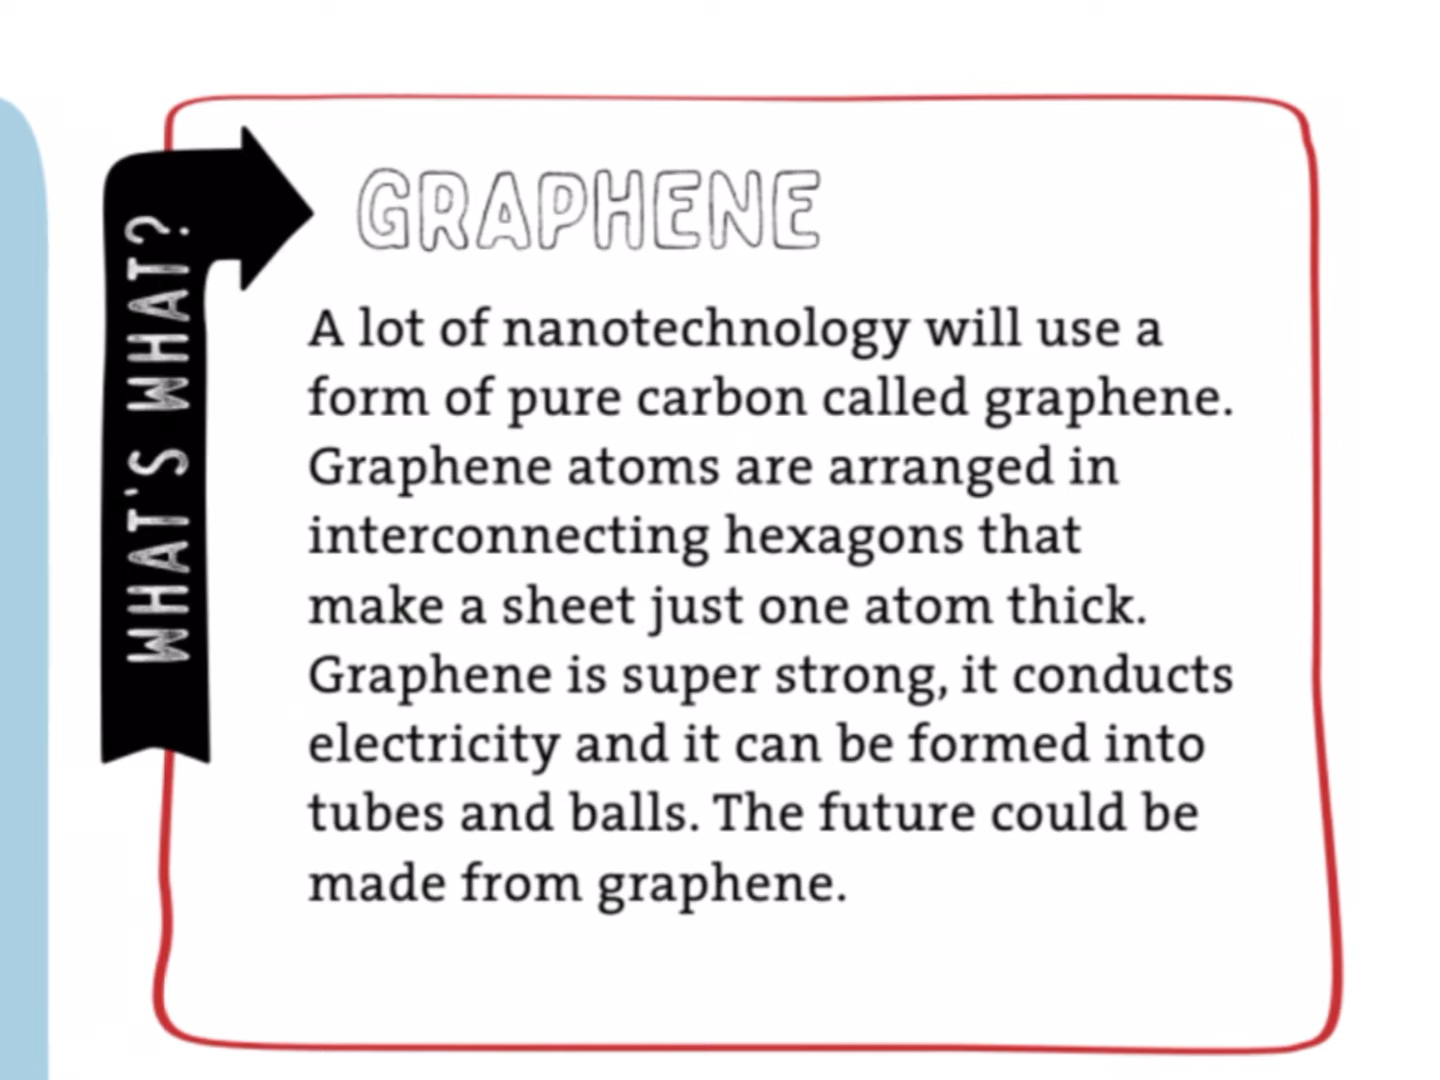 WHAT'S WHAT?
GRAPHENE
A lot of nanotechnology will use a
form of pure carbon called graphene.
Graphene atoms are arranged in
interconnecting hexagons that
make a sheet just one atom thick.
Graphene is super strong, it conducts
electricity and it can be formed into
tubes and balls. The future could be
made from graphene.